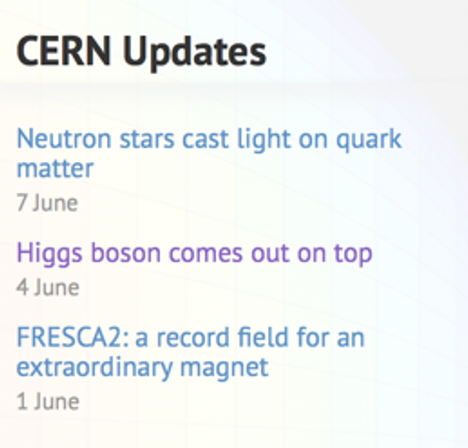 CERN Updates
Neutron stars cast light on quark
matter
7 June
Higgs boson comes out on top
4 June
FRESCA2: a record field for an
extraordinary magnet
1 June